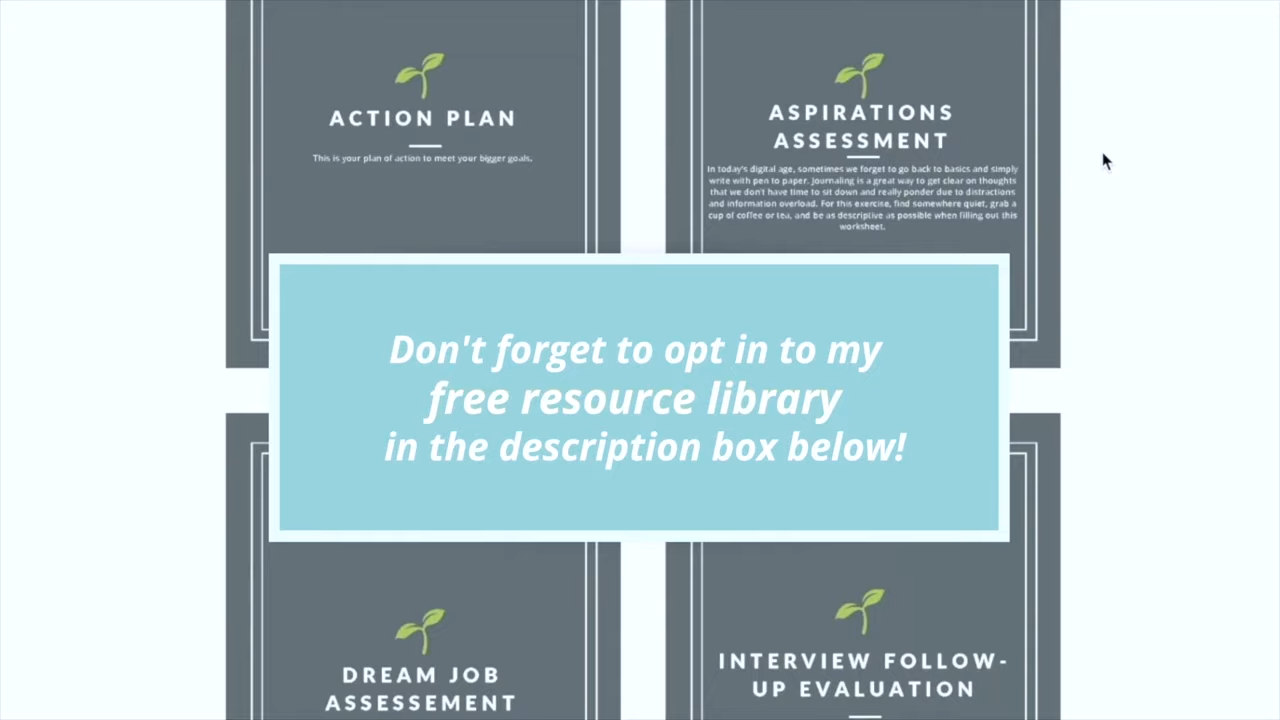 ACTION PLAN
This is your plan of action to meet your bigger goals.
ASPIRATIONS
ASSESSMENT
In today's digital age, sometimes we forget to go back to basics and simply
write with pen to paper. Journaling is a great way to get clear on thoughts
that we don't have time to sit down and really ponder due to distractions
and information overload. For this exercise, find somewhere quiet, grab a
cup of coffee or tea, and be as descriptive as possible when filling out this
worksheet.
Don't forget to opt in to my
free resource library
in the description box below!
DREAM JOB
ASSESSEMENT
INTERVIEW FOLLOW-
UP EVALUATION